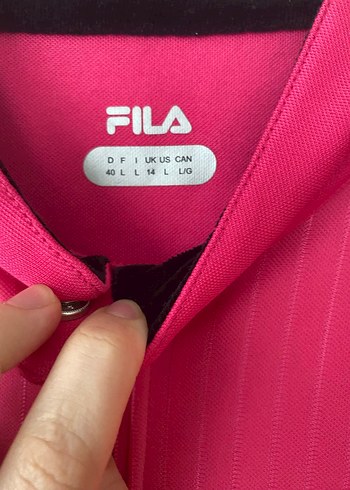 FILA
D F I UK US CAN
40 L L 14 L L/G